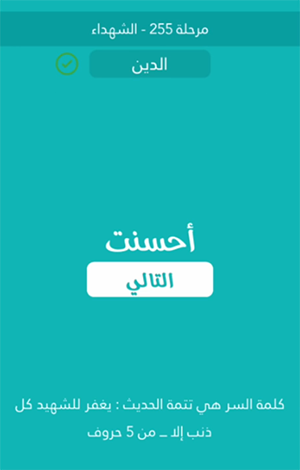 مرحلة 255 - الشهداء
الدين
أحسنت
التالي
كلمة السر هي تتمة الحديث : يغفر للشهيد كل
ذنب إلا _ من 5 حروف